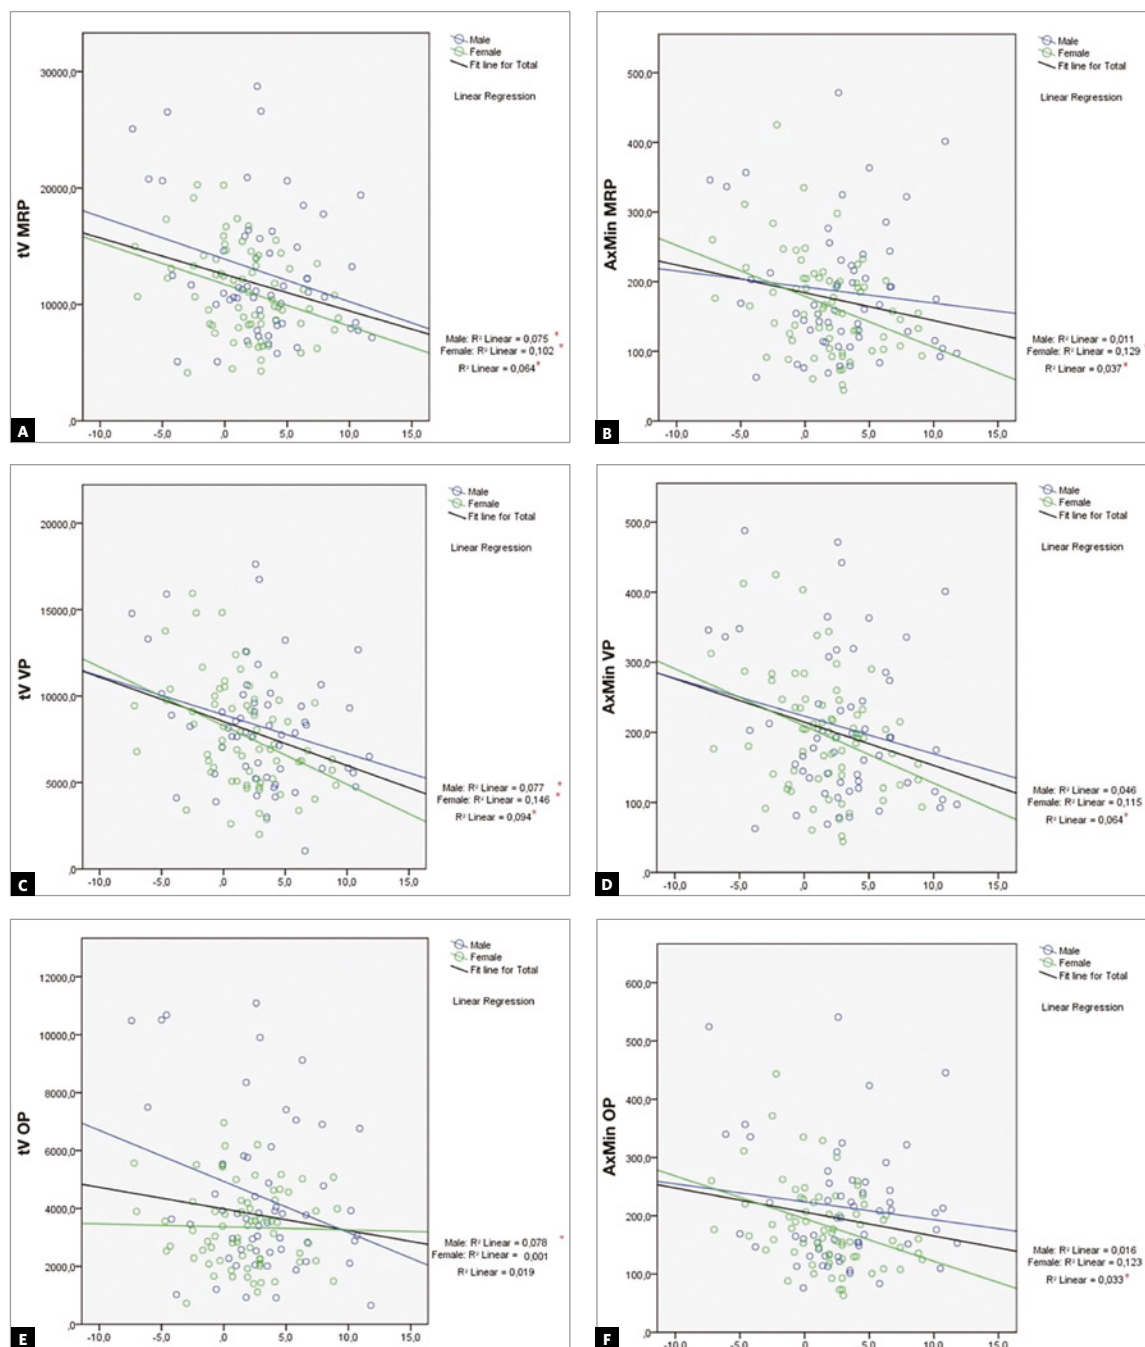 30000,0
20000,0
10000,0
,0
tV MRP
-10,0 -5,0 ,0 5,0 10,0 15,0
Male
Female
Fit line for Total
Linear Regression
Male: R² Linear = 0,075 *
Female: R² Linear = 0,102 *
R² Linear = 0,064 *
A
500,0
400,0
300,0
200,0
100,0
,0
AxMin MRP
-10,0 -5,0 ,0 5,0 10,0 15,0
Male
Female
Fit line for Total
Linear Regression
Male: R² Linear = 0,011
Female: R² Linear = 0,129
R² Linear = 0,037 *
B
20000,0
15000,0
10000,0
5000,0
,0
tV VP
-10,0 -5,0 ,0 5,0 10,0 15,0
Male
Female
Fit line for Total
Linear Regression
Male: R² Linear = 0,077 *
Female: R² Linear = 0,146 *
R² Linear = 0,094 *
C
500,0
400,0
300,0
200,0
100,0
,0
AxMin VP
-10,0 -5,0 ,0 5,0 10,0 15,0
Male
Female
Fit line for Total
Linear Regression
Male: R² Linear = 0,046
Female: R² Linear = 0,115
R² Linear = 0,064 *
D
12000,0
10000,0
8000,0
6000,0
4000,0
2000,0
,0
tV OP
-10,0 -5,0 ,0 5,0 10,0 15,0
Male
Female
Fit line for Total
Linear Regression
Male: R² Linear = 0,078 *
Female: R² Linear = 0,001
R² Linear = 0,019
E
600,0
500,0
400,0
300,0
200,0
100,0
,0
AxMin OP
-10,0 -5,0 ,0 5,0 10,0 15,0
Male
Female
Fit line for Total
Linear Regression
Male: R² Linear = 0,016
Female: R² Linear = 0,123
R² Linear = 0,033 *
F